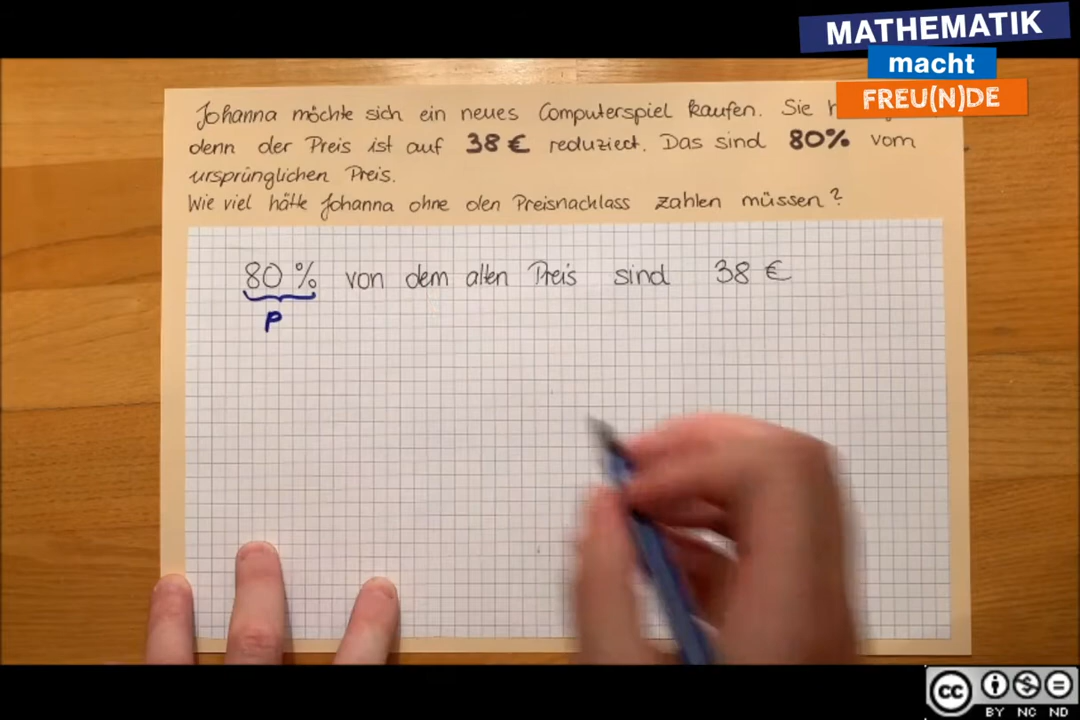 MATHEMATIK
macht
FREU(N)DE
Johanna möchte sich ein neues Computerspiel kaufen. Sie
denn der Preis ist auf 38 € reduziert. Das sind 80% vom
ursprünglichen Preis.
Wie viel hätte Johanna ohne den Preisnachlass zahlen müssen?
80 % von dem alten Preis sind 38 €
p
cc
BY NC ND